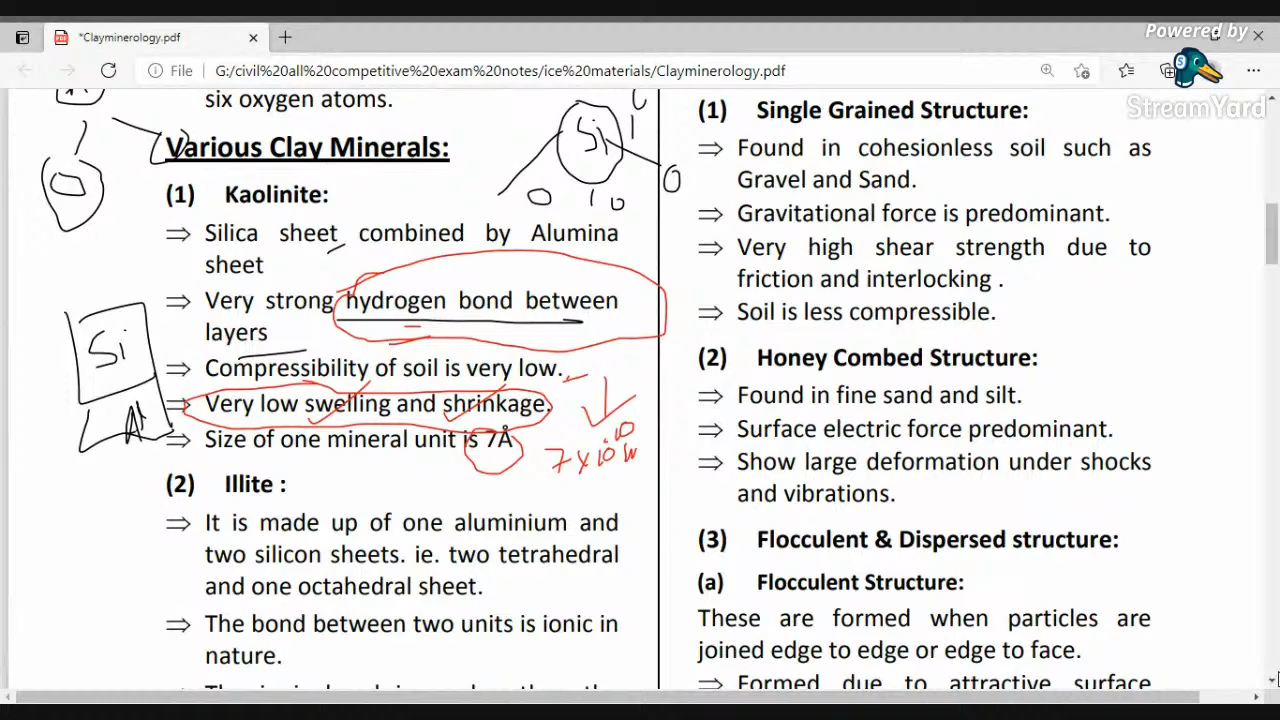 *Clayminerology.pdf
Powered by
File
G:/civil%20all%20competitive%20exam%20notes/ice%20materials/Clayminerology.pdf
StreamYard
six oxygen atoms.
Various Clay Minerals:
Si
O
O
O
O
(1) Kaolinite:
⇒ Silica sheet combined by Alumina
sheet
⇒ Very strong hydrogen bond between
layers
Si
⇒ Compressibility of soil is very low.
⇒ Very low swelling and shrinkage.
Al
⇒ Size of one mineral unit is 7Å
(2) Illite :
⇒ It is made up of one aluminium and
two silicon sheets. ie. two tetrahedral
and one octahedral sheet.
⇒ The bond between two units is ionic in
nature.
(1) Single Grained Structure:
⇒ Found in cohesionless soil such as
Gravel and Sand.
⇒ Gravitational force is predominant.
⇒ Very high shear strength due to
friction and interlocking .
⇒ Soil is less compressible.
(2) Honey Combed Structure:
⇒ Found in fine sand and silt.
⇒ Surface electric force predominant.
⇒ Show large deformation under shocks
and vibrations.
(3) Flocculent & Dispersed structure:
(a) Flocculent Structure:
These are formed when particles are
joined edge to edge or edge to face.
⇒ Formed due to attractive surface